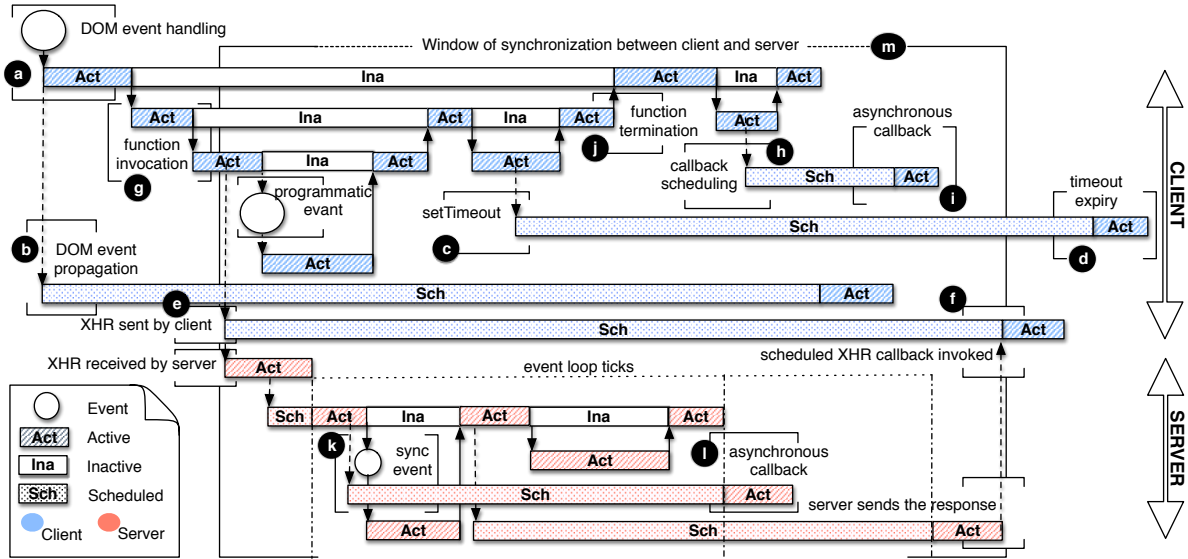 DOM event handling
Window of synchronization between client and server
m
a
Act
Ina
Act
Ina
Act
Act
Ina
Act
Ina
Act
function
termination
j
Act
asynchronous
callback
function
invocation
g
Act
Ina
Act
Act
h
callback
scheduling
Sch
Act
i
programmatic
evant
setTimeout
c
timeout
expiry
Sch
Act
d
b
DOM event
propagation
Act
Sch
Act
e
f
XHR sent by client
Sch
Act
XHR received by server
Act
event loop ticks
scheduled XHR callback invoked
CLIENT
SERVER
Sch
Act
Ina
Act
Ina
Act
k
sync
event
Act
l
asynchronous
callback
Sch
Act
server sends the response
Act
Sch
Act
Event
Act
Active
Ina
Inactive
Sch
Scheduled
Client
Server